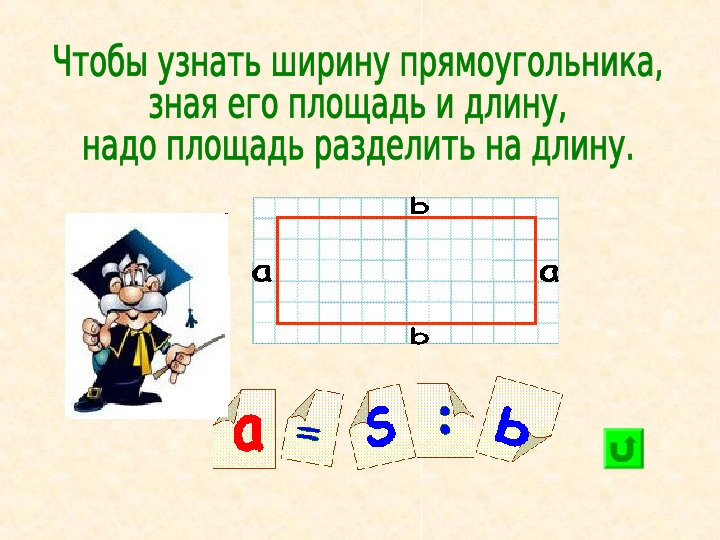 Чтобы узнать ширину прямоугольника,
зная его площадь и длину,
надо площадь разделить на длину.
b
a a
b
a = S : b